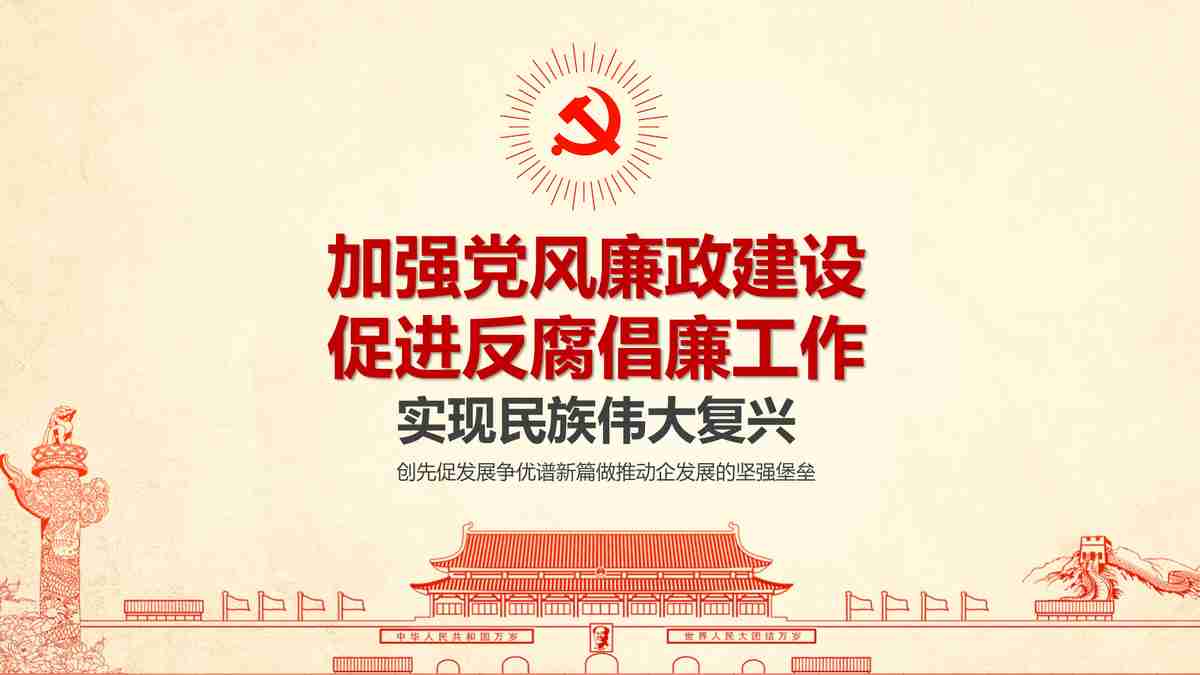 加强党风廉政建设
促进反腐倡廉工作
实现民族伟大复兴
创先促发展争优谱新篇做推动企发展的坚强堡垒
中华人民共和国万岁
世界人民大团结万岁